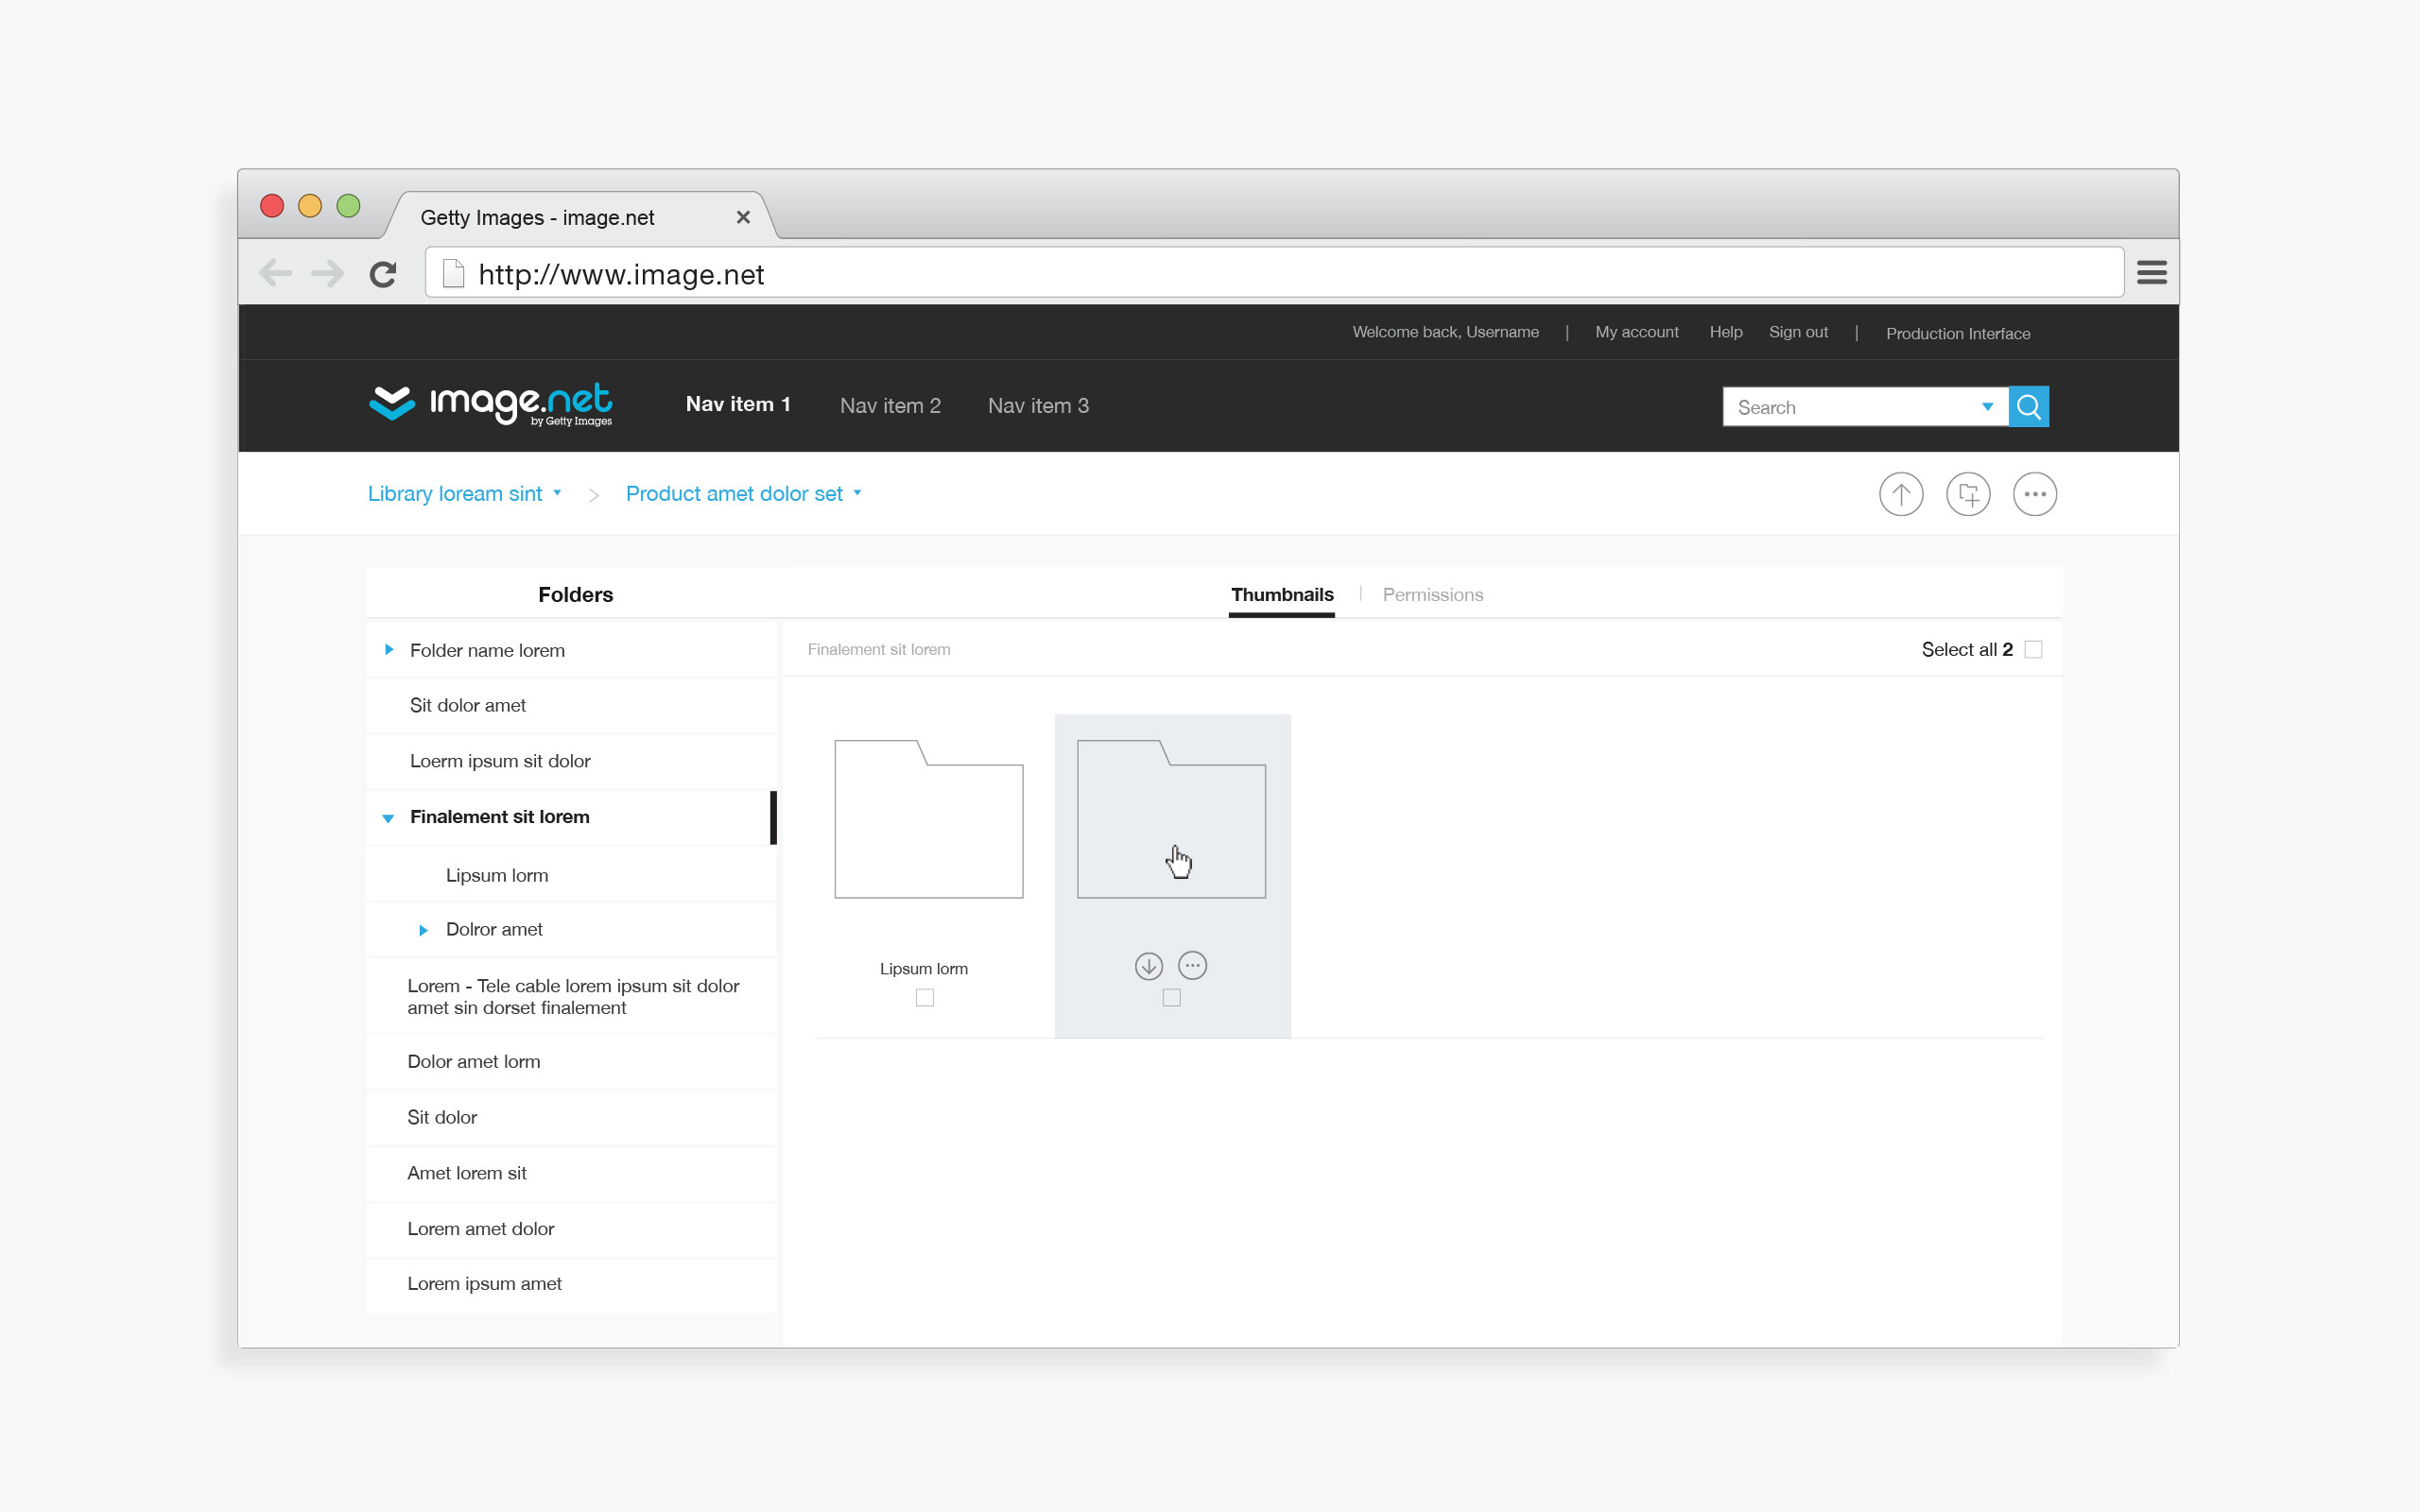 Getty Images - image.net
http://www.image.net
Welcome back, Username | My account Help Sign out | Production Interface
image.net
by Getty Images
Nav item 1 Nav item 2 Nav item 3
Search
Library loream sint > Product amet dolor set
Folders
Thumbnails | Permissions
Folder name lorem
Sit dolor amet
Loerm ipsum sit dolor
Finalement sit lorem
Lipsum lorm
Dolror amet
Lorem - Tele cable lorem ipsum sit dolor
amet sin dorset finalement
Dolor amet lorm
Sit dolor
Amet lorem sit
Lorem amet dolor
Lorem ipsum amet
Finalement sit lorem
Select all 2
Lipsum lorm